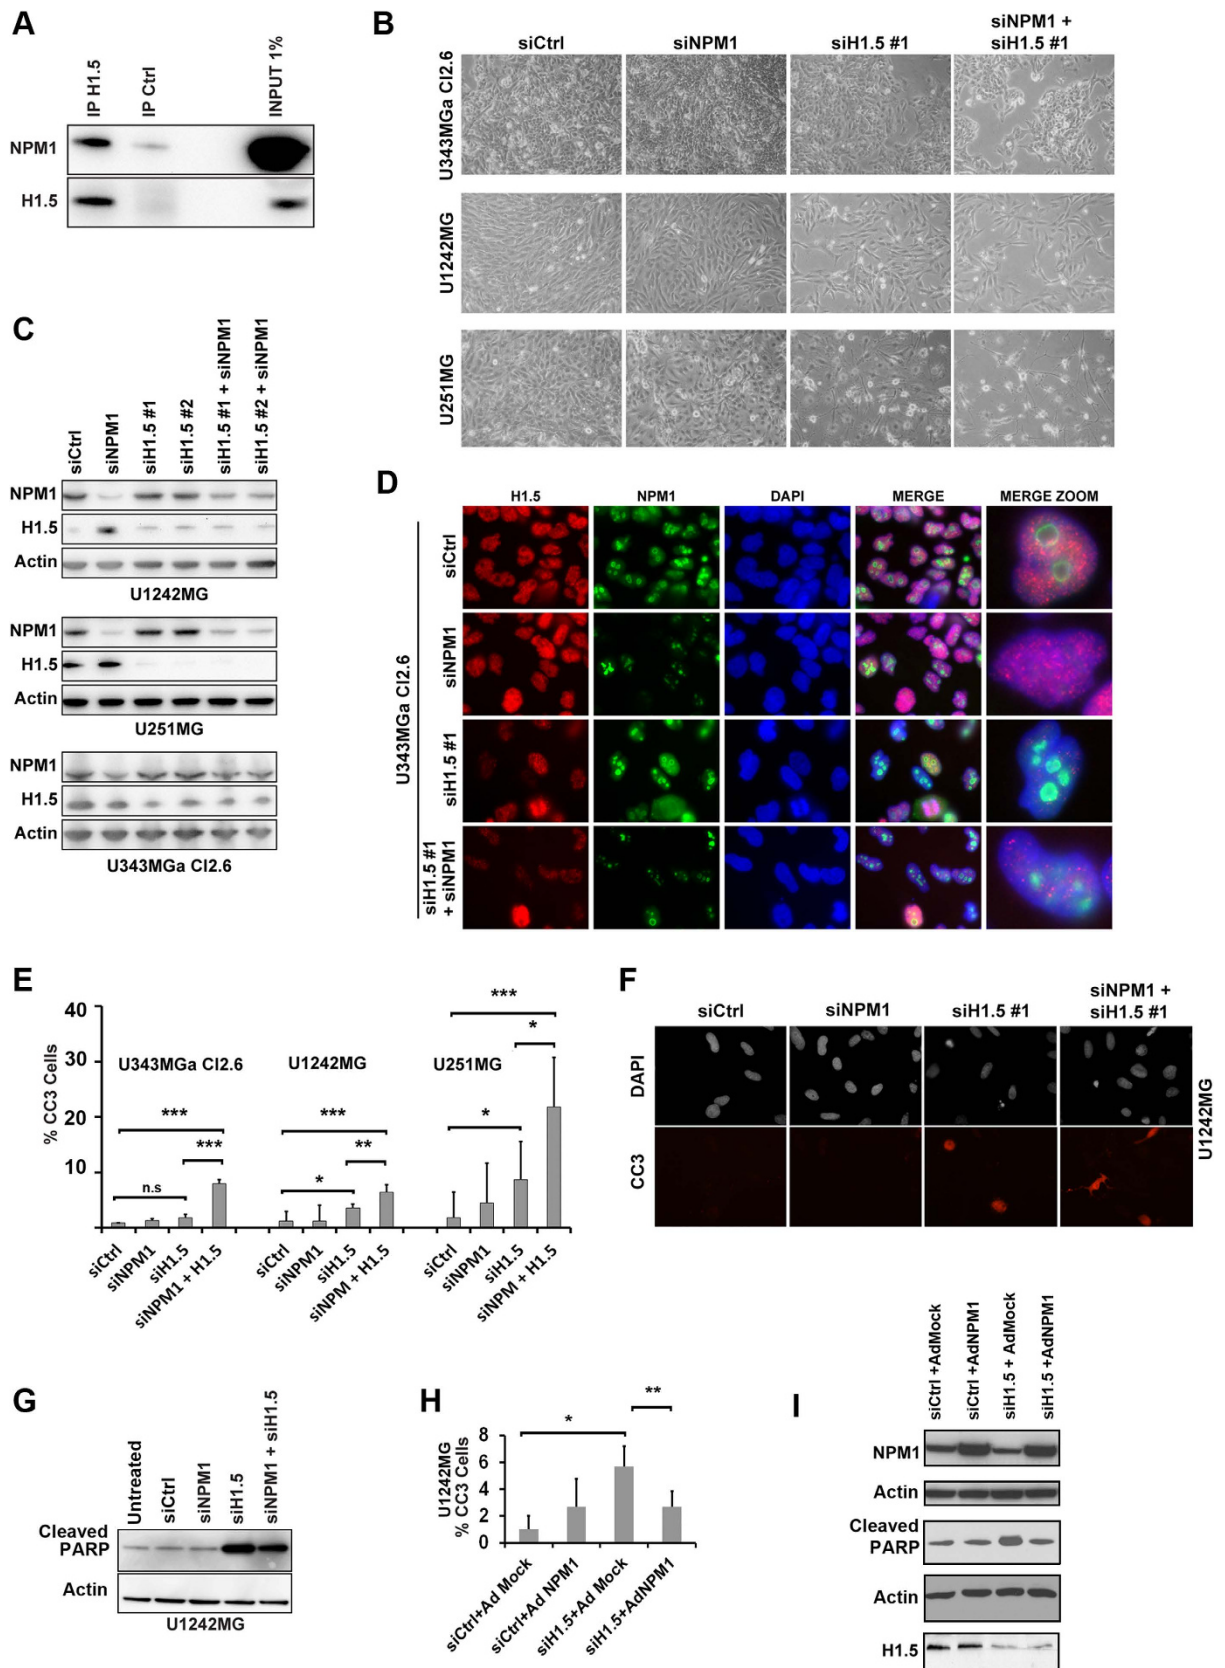 A
IP H1.5
IP Ctrl
INPUT 1%
NPM1
H1.5
B
siCtrl
siNPM1
siH1.5 #1
siNPM1 +
siH1.5 #1
U343MGa Cl2.6
U1242MG
U251MG
C
siCtrl
siNPM1
siH1.5 #1
siH1.5 #2
siH1.5 #1 + siNPM1
siH1.5 #2 + siNPM1
NPM1
H1.5
Actin
U1242MG
NPM1
H1.5
Actin
U251MG
NPM1
H1.5
Actin
U343MGa Cl2.6
D
H1.5
NPM1
DAPI
MERGE
MERGE ZOOM
U343MGa Cl2.6
siCtrl
siNPM1
siH1.5 #1
siH1.5 #1
+ siNPM1
E
% CC3 Cells
40
30
20
10
U343MGa Cl2.6
U1242MG
U251MG
***
***
n.s
***
**
*
***
*
*
siCtrl
siNPM1
siH1.5
siNPM1 + H1.5
siCtrl
siNPM1
siH1.5
siNPM + H1.5
siCtrl
siNPM1
siH1.5
siNPM + H1.5
F
siCtrl
siNPM1
siH1.5 #1
siNPM1 +
siH1.5 #1
DAPI
CC3
U1242MG
G
Untreated
siCtrl
siNPM1
siH1.5
siNPM1 + siH1.5
Cleaved
PARP
Actin
U1242MG
H
U1242MG
% CC3 Cells
8
6
4
2
0
*
**
siCtrl+Ad Mock
siCtrl+Ad NPM1
siH1.5+Ad Mock
siH1.5+AdNPM1
I
siCtrl +AdMock
siCtrl +AdNPM1
siH1.5 + AdMock
siH1.5 +AdNPM1
NPM1
Actin
Cleaved
PARP
Actin
H1.5